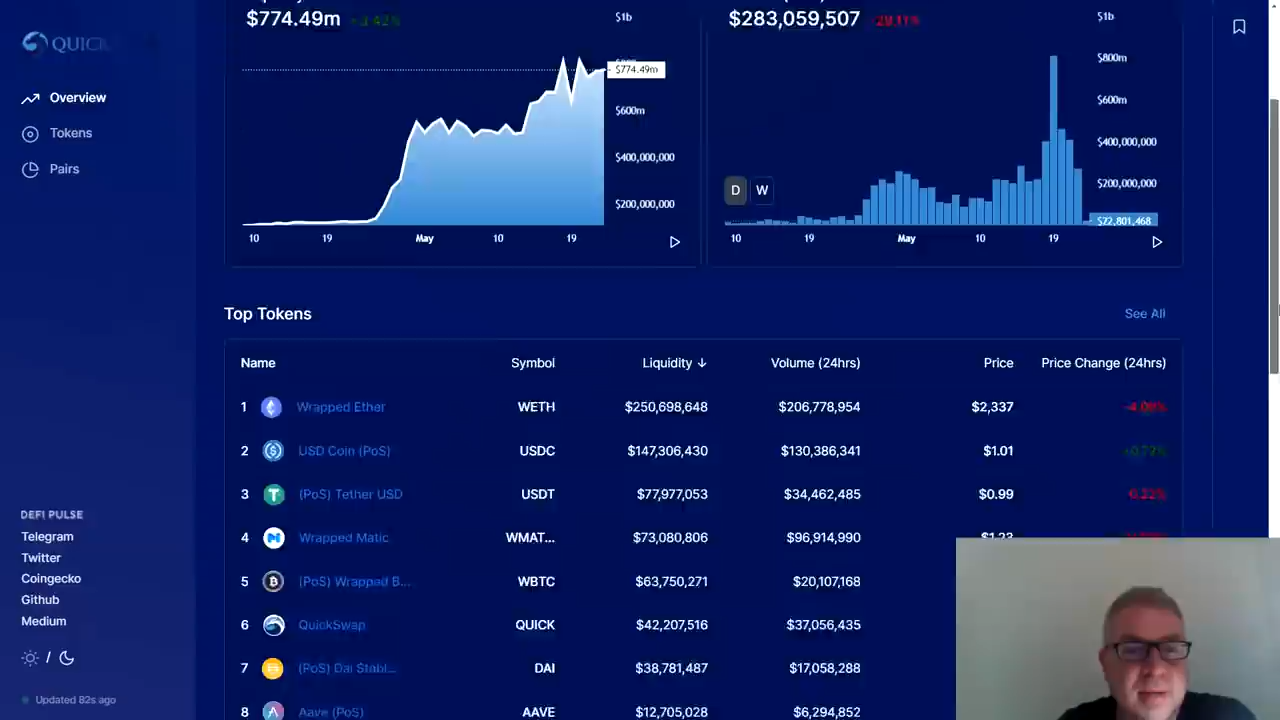 $774.49m +3.42% $1b $283,059,507 -29.11% $1b
QUICK
$774.49m $800m
Overview $600m $600m
Tokens $400,000,000 $400,000,000
Pairs D W $200,000,000 $200,000,000
$72,801,468
10 19 May 10 19 10 19 May 10 19
Top Tokens See All
Name Symbol Liquidity ↓ Volume (24hrs) Price Price Change (24hrs)
1 Wrapped Ether WETH $250,698,648 $206,778,954 $2,337
2 USD Coin (PoS) USDC $147,306,430 $130,386,341 $1.01
3 (PoS) Tether USD USDT $77,977,053 $34,462,485 $0.99
4 Wrapped Matic WMAT... $73,080,806 $96,914,990 $1.23
5 (PoS) Wrapped B... WBTC $63,750,271 $20,107,168
6 QuickSwap QUICK $42,207,516 $37,056,435
7 (PoS) Dai Stabl... DAI $38,781,487 $17,058,288
8 Aave (PoS) AAVE $12,705,028 $6,294,852
DEFI PULSE
Telegram
Twitter
Coingecko
Github
Medium
/
Updated 82s ago